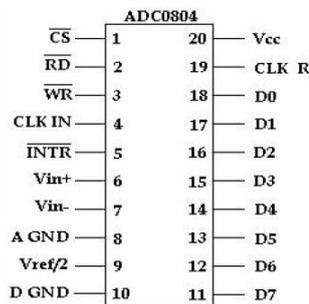 ADC0804
CS 1 20 Vcc
RD 2 19 CLK R
WR 3 18 D0
CLK IN 4 17 D1
INTR 5 16 D2
Vin+ 6 15 D3
Vin- 7 14 D4
A GND 8 13 D5
Vref/2 9 12 D6
D GND 10 11 D7